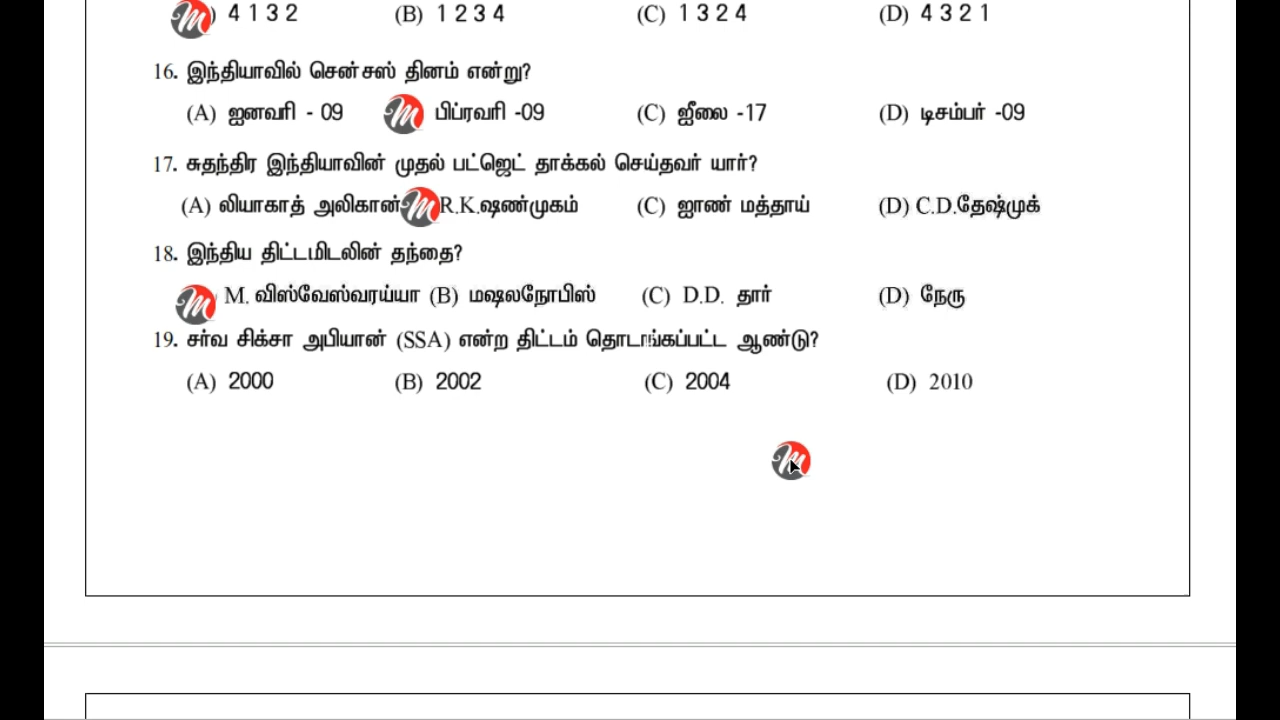 ) 4 1 3 2 (B) 1 2 3 4 (C) 1 3 2 4 (D) 4 3 2 1
16. இந்தியாவில் சென்சஸ் தினம் என்று?
(A) ஜனவரி - 09 பிப்ரவரி -09 (C) ஜீலை -17 (D) டிசம்பர் -09
17. சுதந்திர இந்தியாவின் முதல் பட்ஜெட் தாக்கல் செய்தவர் யார்?
(A) லியாகாத் அலிகான் R.K.ஷண்முகம் (C) ஜாண் மத்தாய் (D) C.D.தேஷ்முக்
18. இந்திய திட்டமிடலின் தந்தை?
M. விஸ்வேஸ்வரய்யா (B) மஷலநோபிஸ் (C) D.D. தார் (D) நேரு
19. சர்வ சிக்சா அபியான் (SSA) என்ற திட்டம் தொடாங்கப்பட்ட ஆண்டு?
(A) 2000 (B) 2002 (C) 2004 (D) 2010